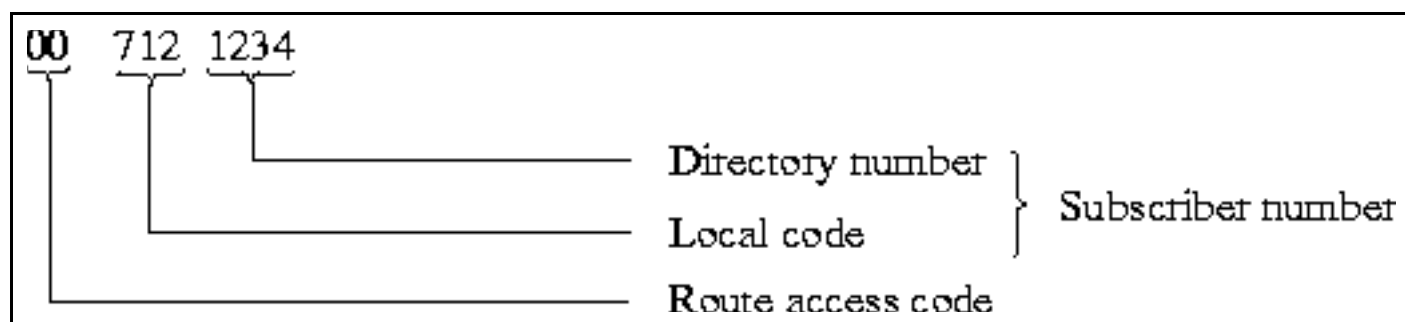 00 712 1234
Directory number
Subscriber number
Local code
Route access code